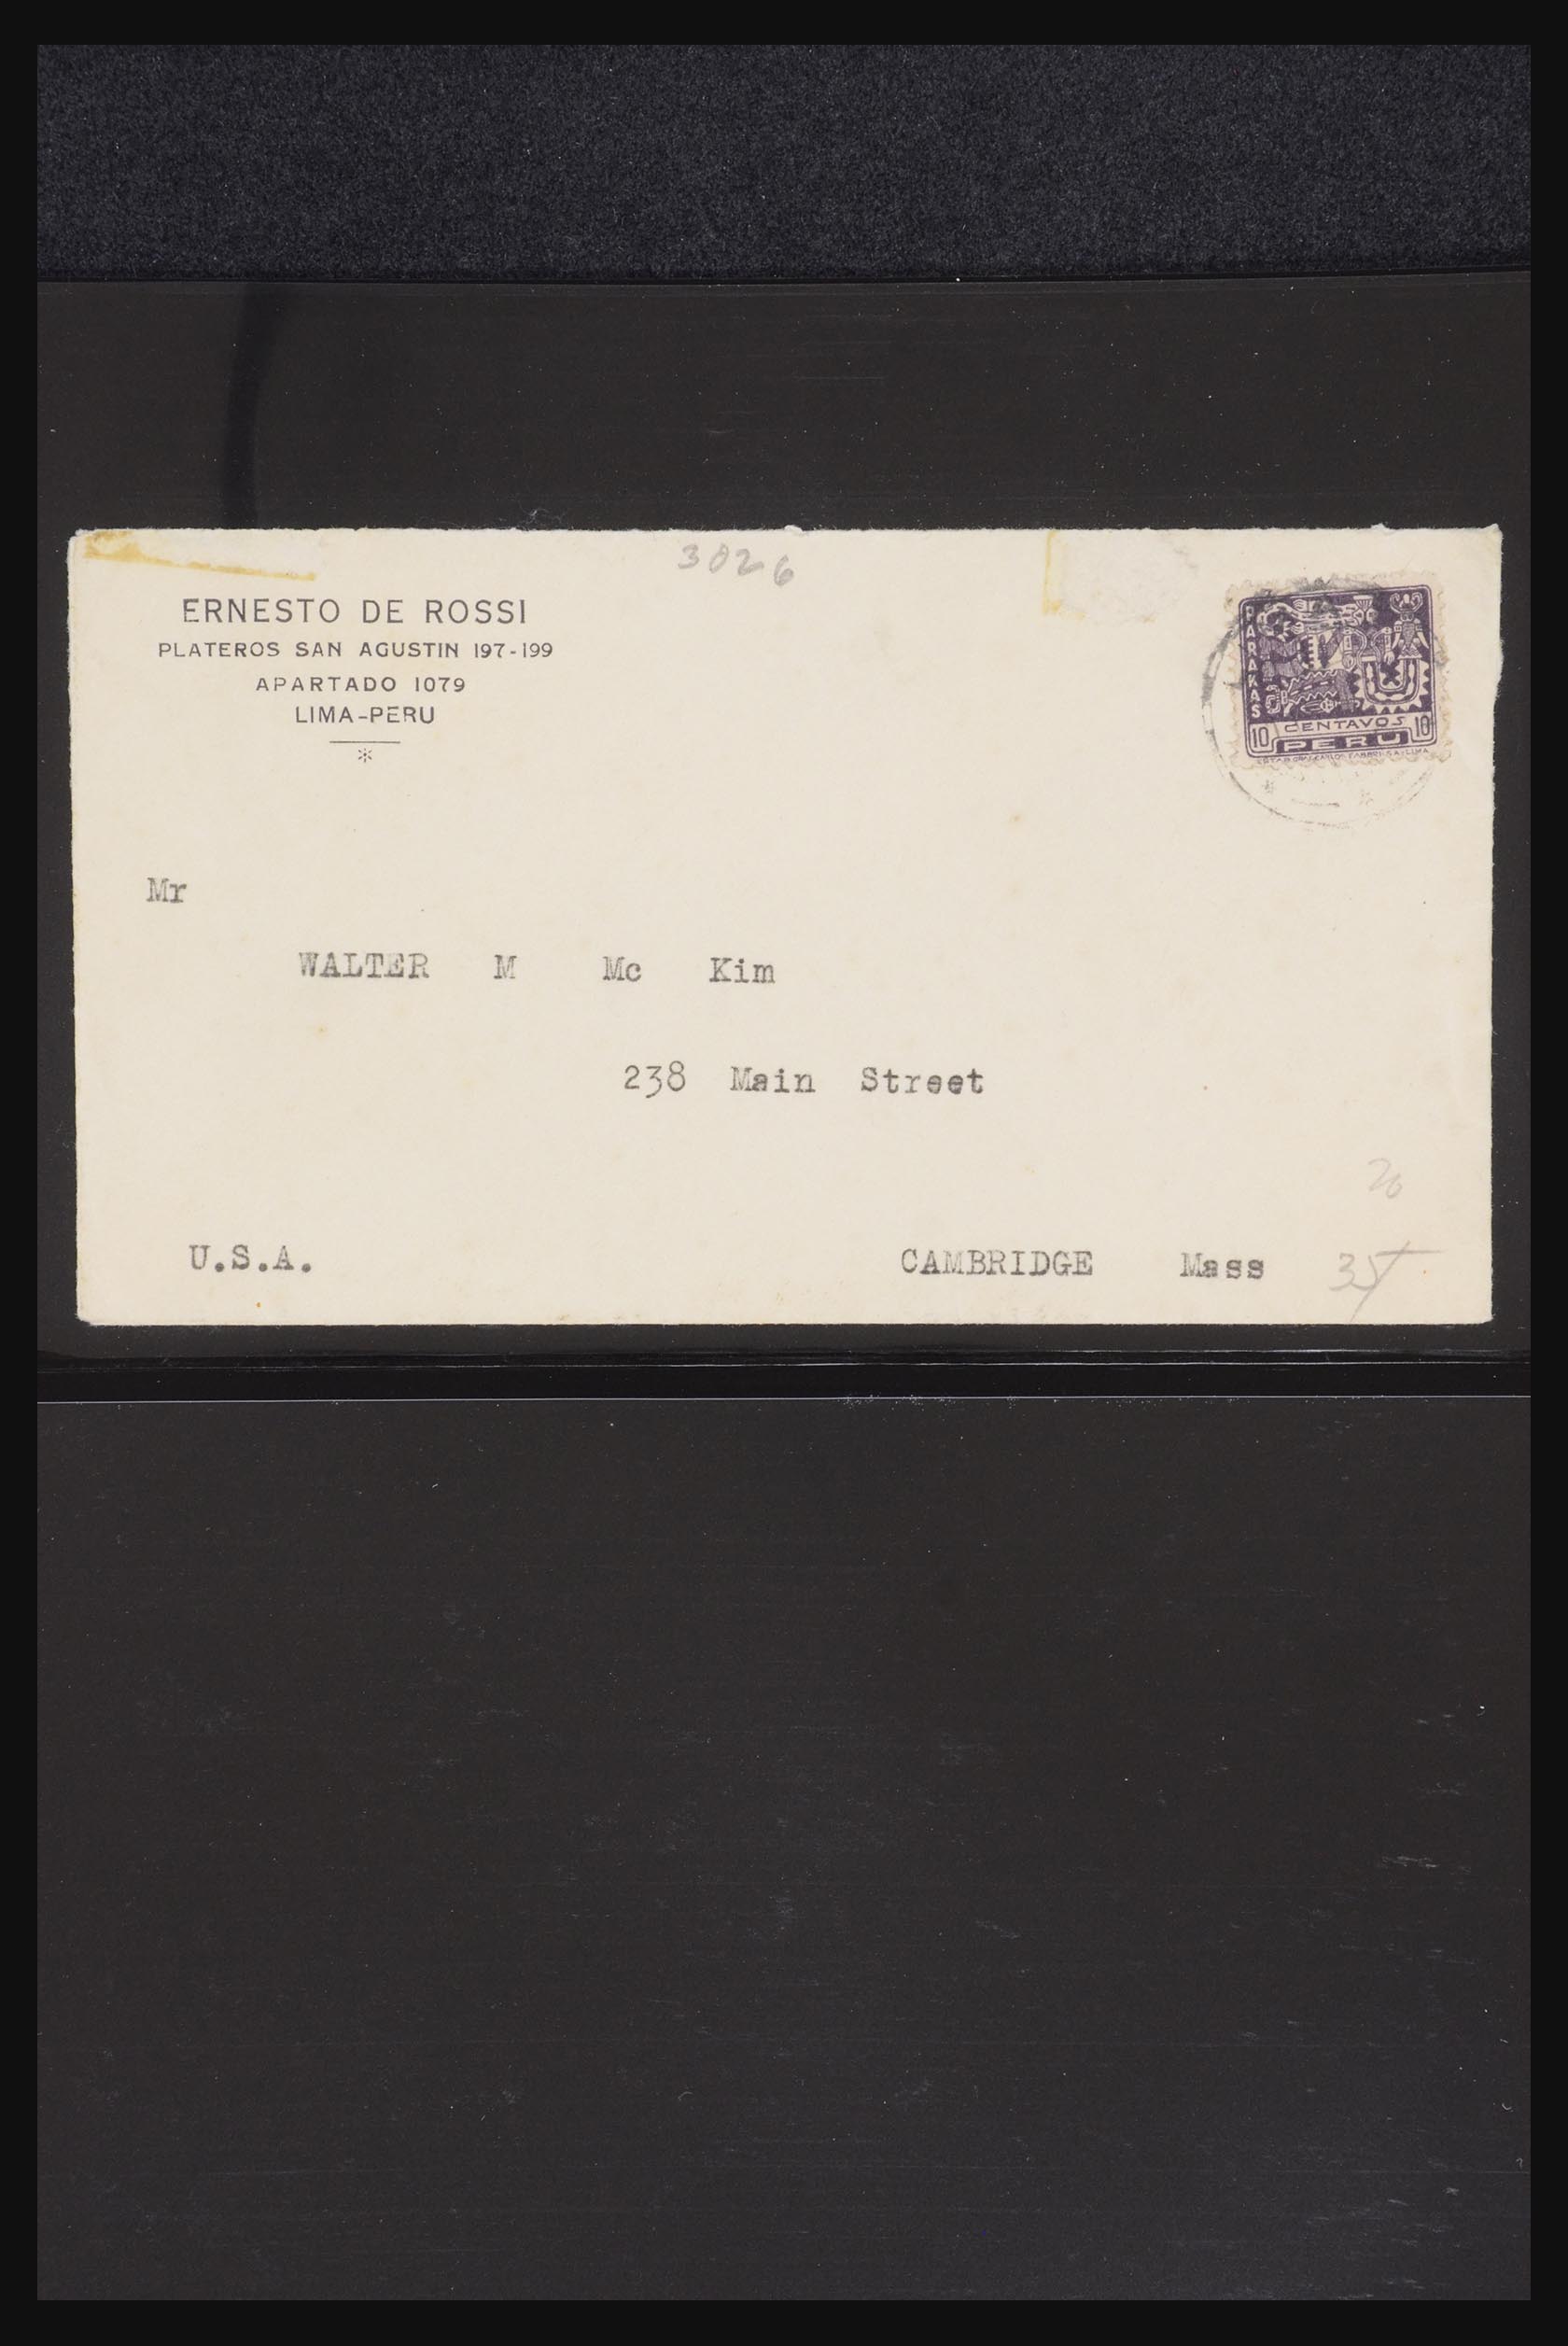 3026
ERNESTO DE ROSSI
PLATEROS SAN AGUSTIN 197-199
APARTADO 1079
LIMA-PERU
PARAKAS
10 CENTAVOS 10
PERU
Mr
WALTER M Mc Kim
238 Main Street
20
U.S.A. CAMBRIDGE Mass 35